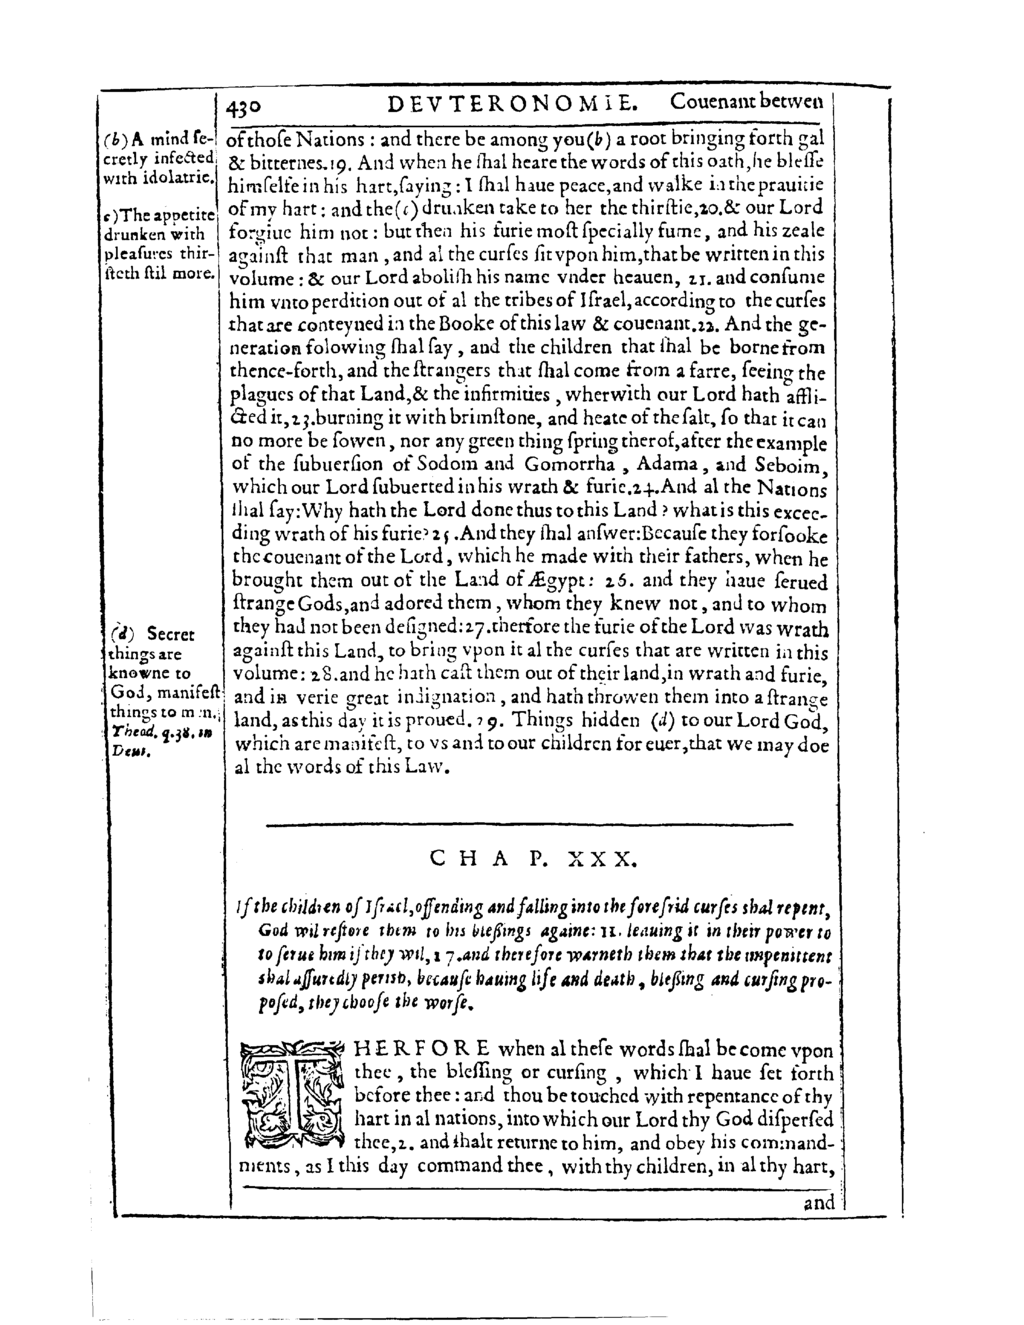 430 DEVTERONOMIE. Couenant betwen
(b) A mind ſe-
cretly infected
with idolatrie.
c) The appetite
drunken with
pleaſures thir-
ſteth ſtil more.
(d) Secret
things are
knowne to
God, manifeſt
things to men.
Theod. q. 38. in
Deut.
of thoſe Nations : and there be among you (b) a root bringing forth gal
& bitternes. 19. And when he ſhal heare the words of this oath, he bleſſe
himſelfe in his hart, ſaying : I ſhal haue peace, and walke in the prauitie
of my hart : and the (c) drunken take to her the thirſtie, 20. & our Lord
forgiue him not : but then his furie moſt ſpecially fume, and his zeale
againſt that man , and al the curſes ſit vpon him, that be written in this
volume : & our Lord aboliſh his name vnder heauen, 21. and conſume
him vnto perdition out of al the tribes of Iſrael, according to the curſes
that are conteyned in the Booke of this law & couenant. 22. And the ge-
neration folowing ſhal ſay , and the children that ſhal be borne from
thence-forth, and the ſtrangers that ſhal come from a farre, ſeeing the
plagues of that Land, & the infirmities , wherwith our Lord hath affli-
cted it, 23. burning it with brimſtone, and heate of the ſalt, ſo that it can
no more be ſowen , nor any green thing ſpring therof, after the example
of the ſubuerſion of Sodom and Gomorrha , Adama , and Seboim,
which our Lord ſubuerted in his wrath & furie. 24. And al the Nations
ſhal ſay: Why hath the Lord done thus to this Land ? what is this excee-
ding wrath of his furie? 25. And they ſhal anſwer: Becauſe they forſooke
the couenant of the Lord , which he made with their fathers, when he
brought them out of the Land of Ægypt: 26. and they haue ſerued
ſtrange Gods, and adored them , whom they knew not , and to whom
they had not been deſigned: 27. therfore the furie of the Lord was wrath
againſt this Land, to bring vpon it al the curſes that are written in this
volume: 28. and he hath caſt them out of their land, in wrath and furie,
and in verie great indignation , and hath throwen them into a ſtrange
land, as this day it is proued. 29. Things hidden (d) to our Lord God,
which are manifeſt, to vs and to our children for euer, that we may doe
al the words of this Law.
CHAP. XXX.
If the children of Iſrael, offending and falling into the foreſaid curſes shal repent,
God wil reſtore them to his bleſsings againe: 11. leauing it in their power to
to ſerue him if they wil, 17. and therefore warneth them that the impenitent
shal aſſuredly perish, becauſe hauing life and death , bleſsing and curſing pro-
poſed, they chooſe the worſe.
THERFORE when al theſe words ſhal be come vpon
thee , the bleſſing or curſing , which I haue ſet forth
before thee : and thou be touched with repentance of thy
hart in al nations, into which our Lord thy God diſperſed
thee, 2. and ſhalt returne to him, and obey his command-
ments , as I this day command thee , with thy children, in al thy hart,
and